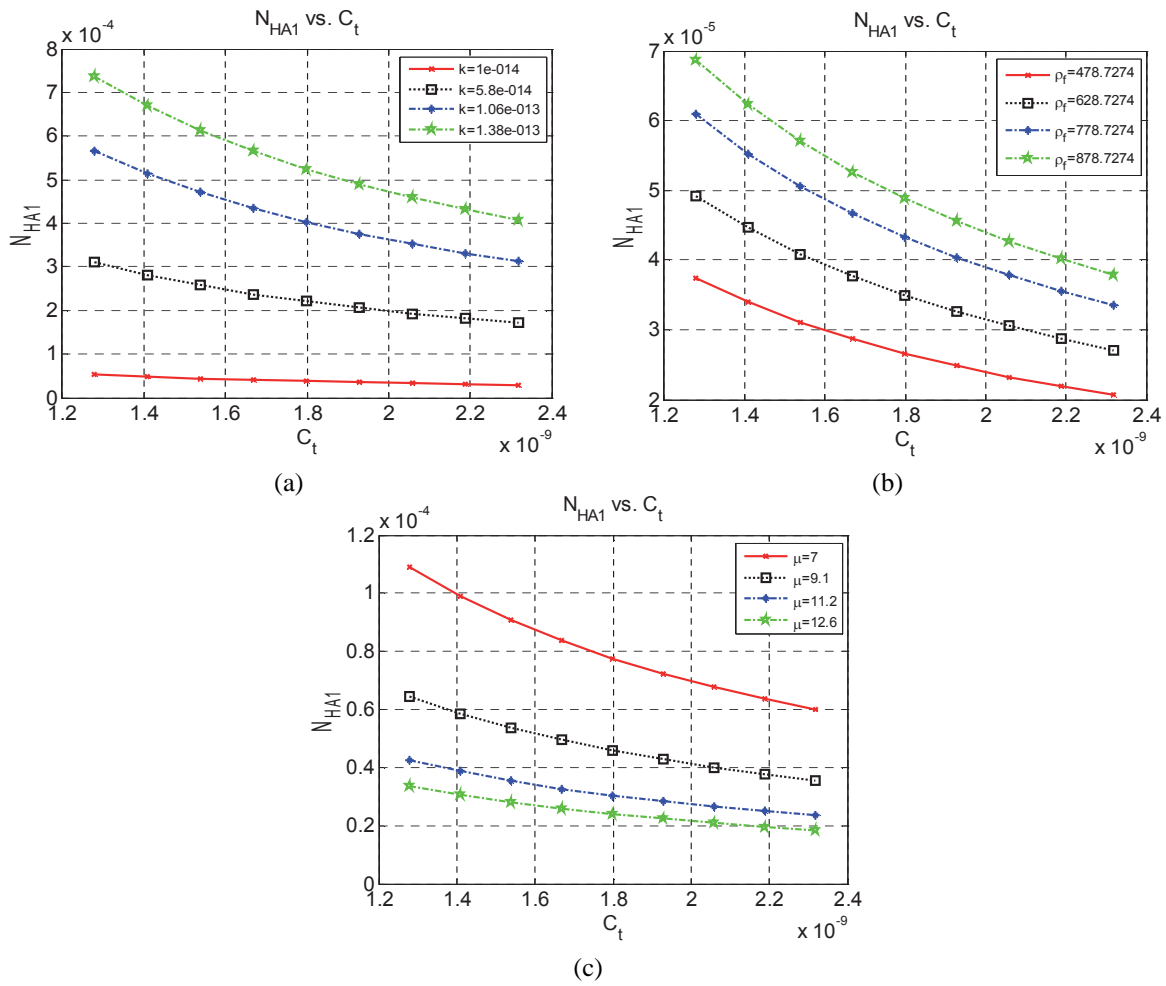 N_HA1 vs. C_t
x 10^-4
8
7
6
5
4
3
2
1
0
N_HA1
k=1e-014
k=5.8e-014
k=1.06e-013
k=1.38e-013
1.2 1.4 1.6 1.8 2 2.2 2.4
C_t
x 10^-9
(a)
N_HA1 vs. C_t
x 10^-5
7
6
5
4
3
2
N_HA1
ρ_f=478.7274
ρ_f=628.7274
ρ_f=778.7274
ρ_f=878.7274
1.2 1.4 1.6 1.8 2 2.2 2.4
C_t
x 10^-9
(b)
N_HA1 vs. C_t
x 10^-4
1.2
1
0.8
0.6
0.4
0.2
0
N_HA1
μ=7
μ=9.1
μ=11.2
μ=12.6
1.2 1.4 1.6 1.8 2 2.2 2.4
C_t
x 10^-9
(c)